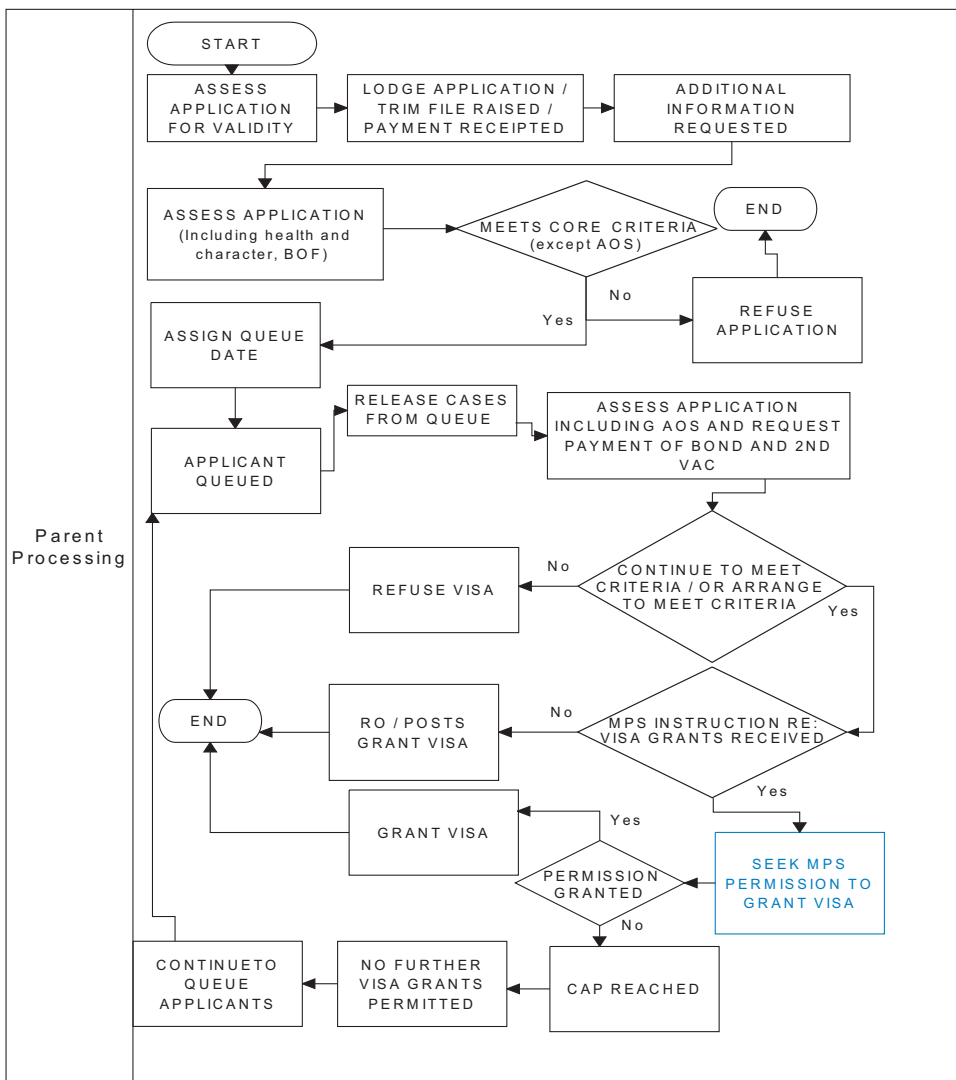 START
ASSESS
APPLICATION
FOR VALIDITY
LODGE APPLICATION /
TRIM FILE RAISED /
PAYMENT RECEIPTED
ADDITIONAL
INFORMATION
REQUESTED
ASSESS APPLICATION
(Including health and
character, BOF)
MEETS CORE CRITERIA
(except AOS)
END
No
Yes
REFUSE
APPLICATION
ASSIGN QUEUE
DATE
RELEASE CASES
FROM QUEUE
ASSESS APPLICATION
INCLUDING AOS AND REQUEST
PAYMENT OF BOND AND 2ND
VAC
APPLICANT
QUEUED
Parent
Processing
CONTINUE TO MEET
CRITERIA / OR ARRANGE
TO MEET CRITERIA
No
Yes
REFUSE VISA
END
RO / POSTS
GRANT VISA
No
MPS INSTRUCTION RE:
VISA GRANTS RECEIVED
Yes
GRANT VISA
Yes
PERMISSION
GRANTED
SEEK MPS
PERMISSION TO
GRANT VISA
No
CONTINUETO
QUEUE
APPLICANTS
NO FURTHER
VISA GRANTS
PERMITTED
CAP REACHED